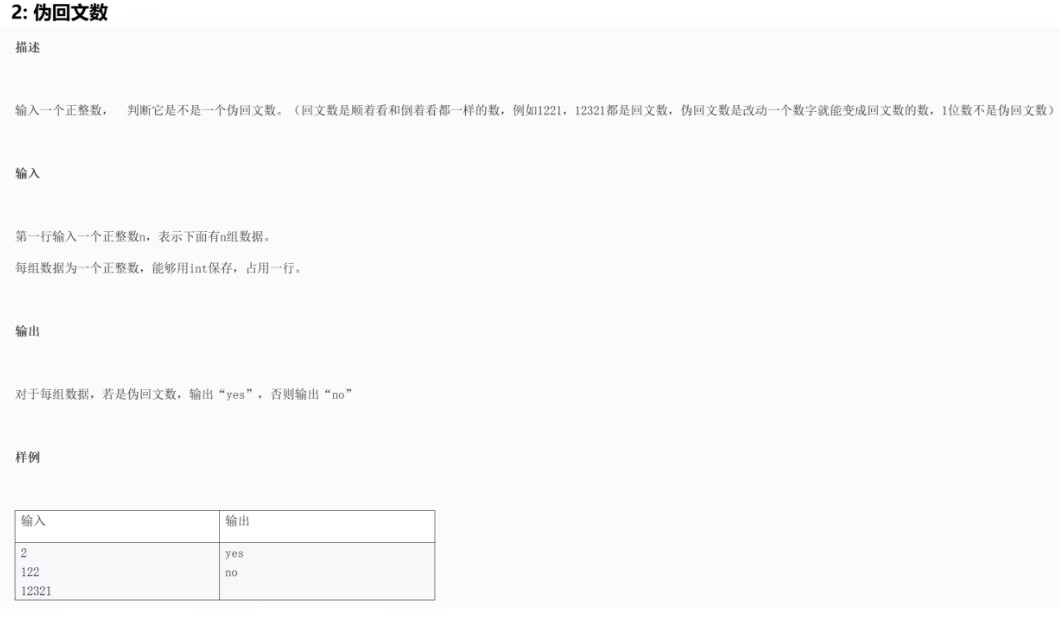 2: 伪回文数
描述
输入一个正整数， 判断它是不是一个伪回文数。（回文数是顺着看和倒着看都一样的数，例如1221，12321都是回文数，伪回文数是改动一个数字就能变成回文数的数，1位数不是伪回文数）
输入
第一行输入一个正整数n，表示下面有n组数据。
每组数据为一个正整数，能够用int保存，占用一行。
输出
对于每组数据，若是伪回文数，输出“yes”，否则输出“no”
样例
输入 输出
2 yes
122 no
12321